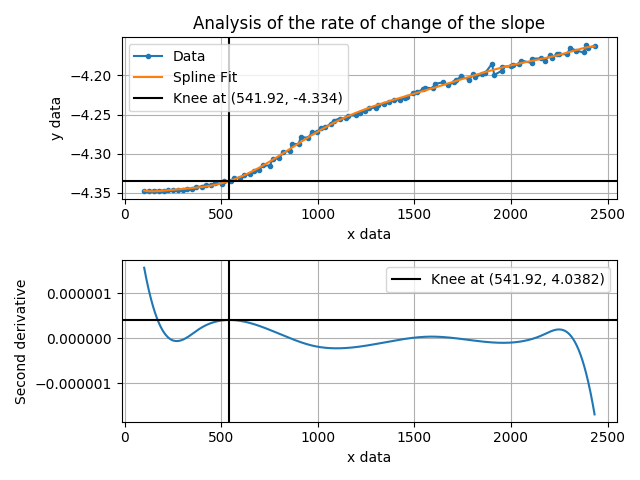 Analysis of the rate of change of the slope
Data
Spline Fit
Knee at (541.92, -4.334)
y data
−4.20
−4.25
−4.30
−4.35
0 500 1000 1500 2000 2500
x data
Knee at (541.92, 4.0382)
Second derivative
0.000001
0.000000
−0.000001
0 500 1000 1500 2000 2500
x data